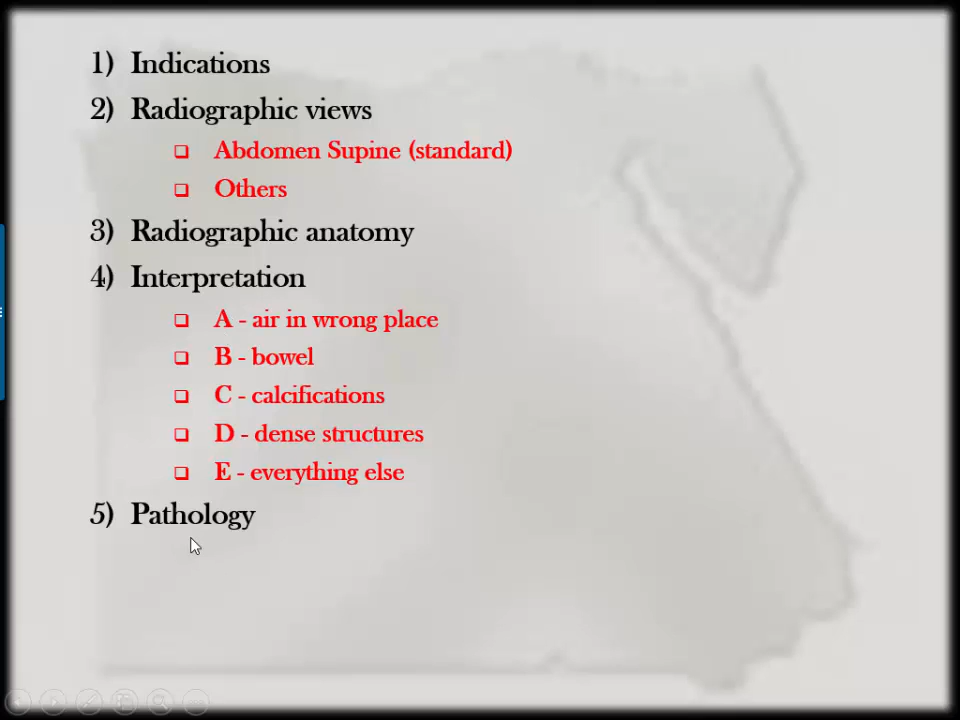 1) Indications
2) Radiographic views
Abdomen Supine (standard)
Others
3) Radiographic anatomy
4) Interpretation
A - air in wrong place
B - bowel
C - calcifications
D - dense structures
E - everything else
5) Pathology